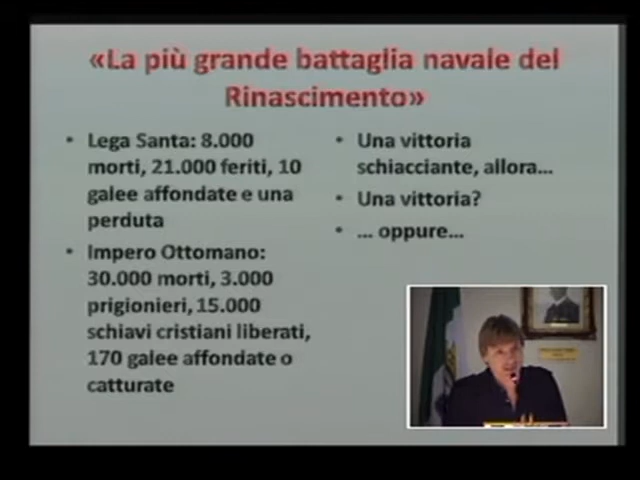 «La più grande battaglia navale del
Rinascimento»
• Lega Santa: 8.000
morti, 21.000 feriti, 10
galee affondate e una
perduta
• Impero Ottomano:
30.000 morti, 3.000
prigionieri, 15.000
schiavi cristiani liberati,
170 galee affondate o
catturate
• Una vittoria
schiacciante, allora...
• Una vittoria?
• ... oppure...